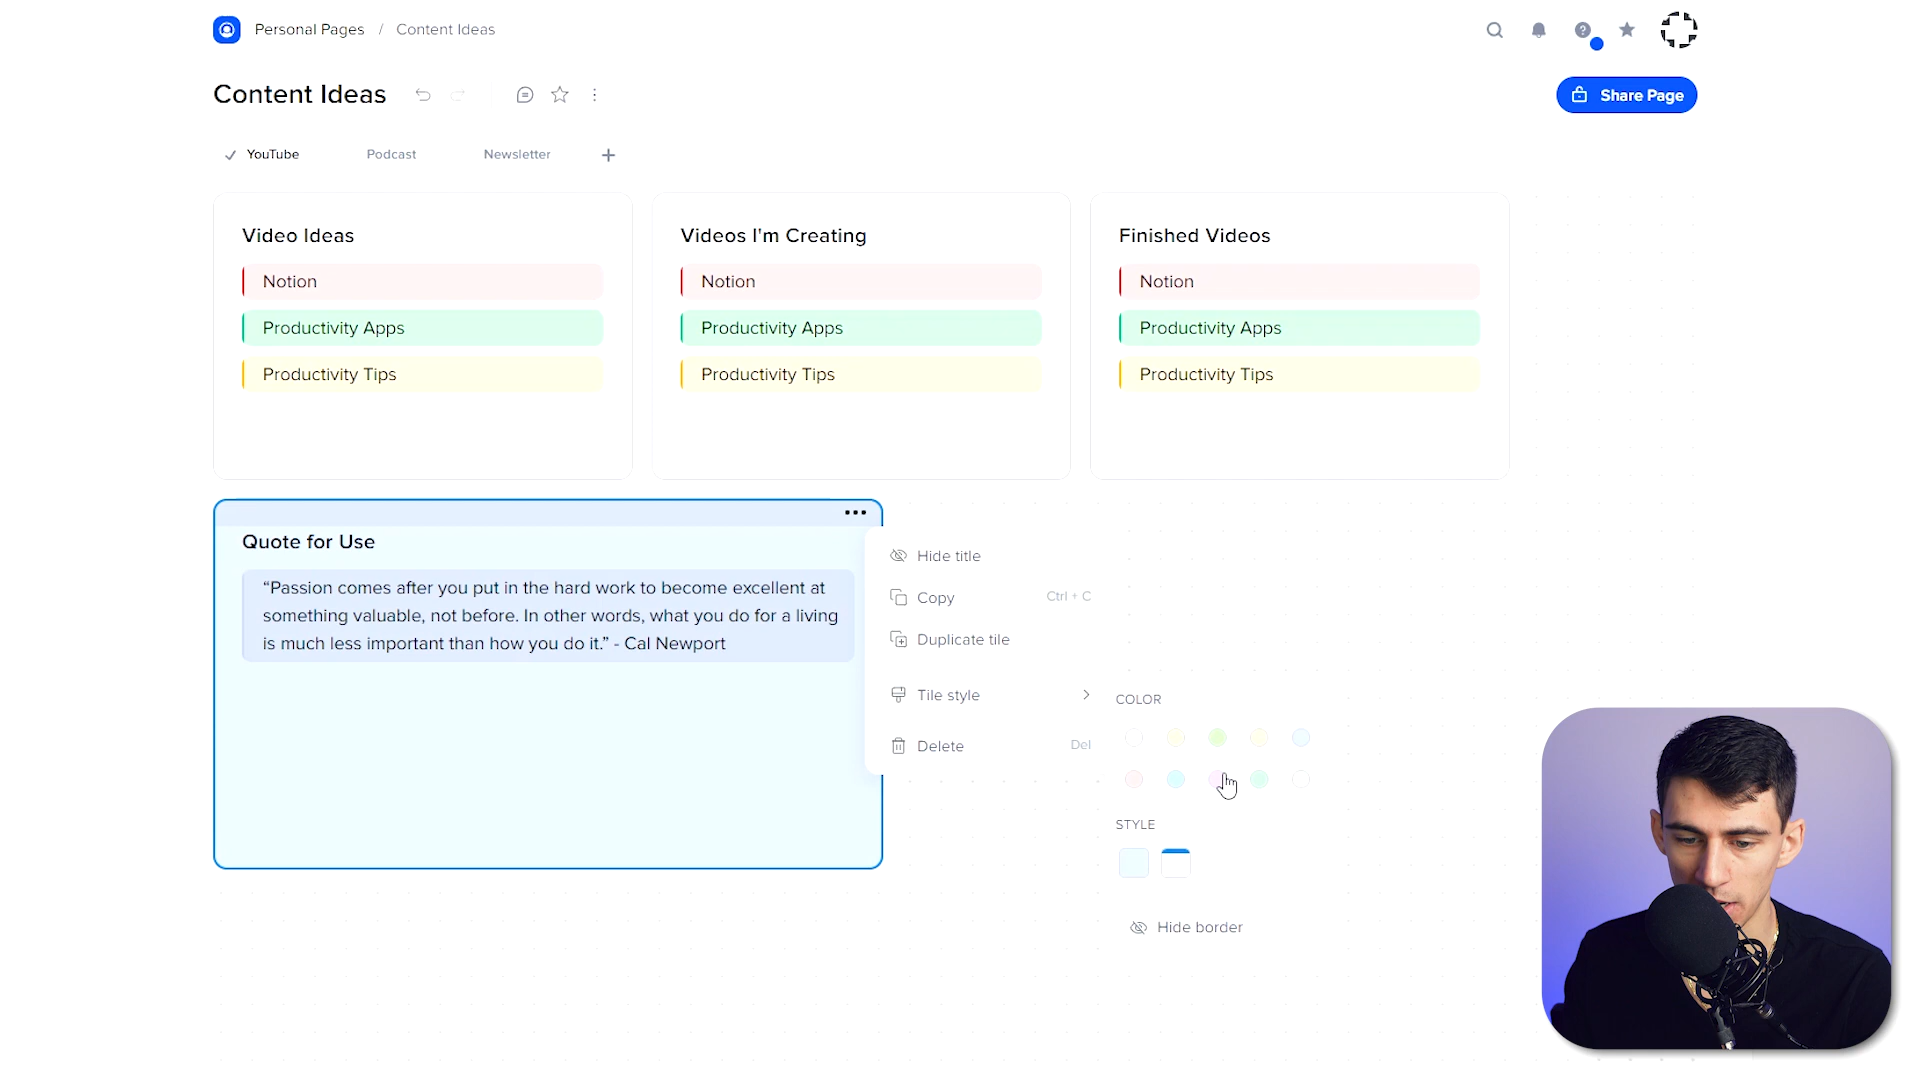 Personal Pages / Content Ideas
Content Ideas
Share Page
YouTube
Podcast
Newsletter
Video Ideas
Notion
Productivity Apps
Productivity Tips
Videos I'm Creating
Notion
Productivity Apps
Productivity Tips
Finished Videos
Notion
Productivity Apps
Productivity Tips
Quote for Use
“Passion comes after you put in the hard work to become excellent at
something valuable, not before. In other words, what you do for a living
is much less important than how you do it.” - Cal Newport
Hide title
Copy Ctrl + C
Duplicate tile
Tile style
Delete Del
COLOR
STYLE
Hide border